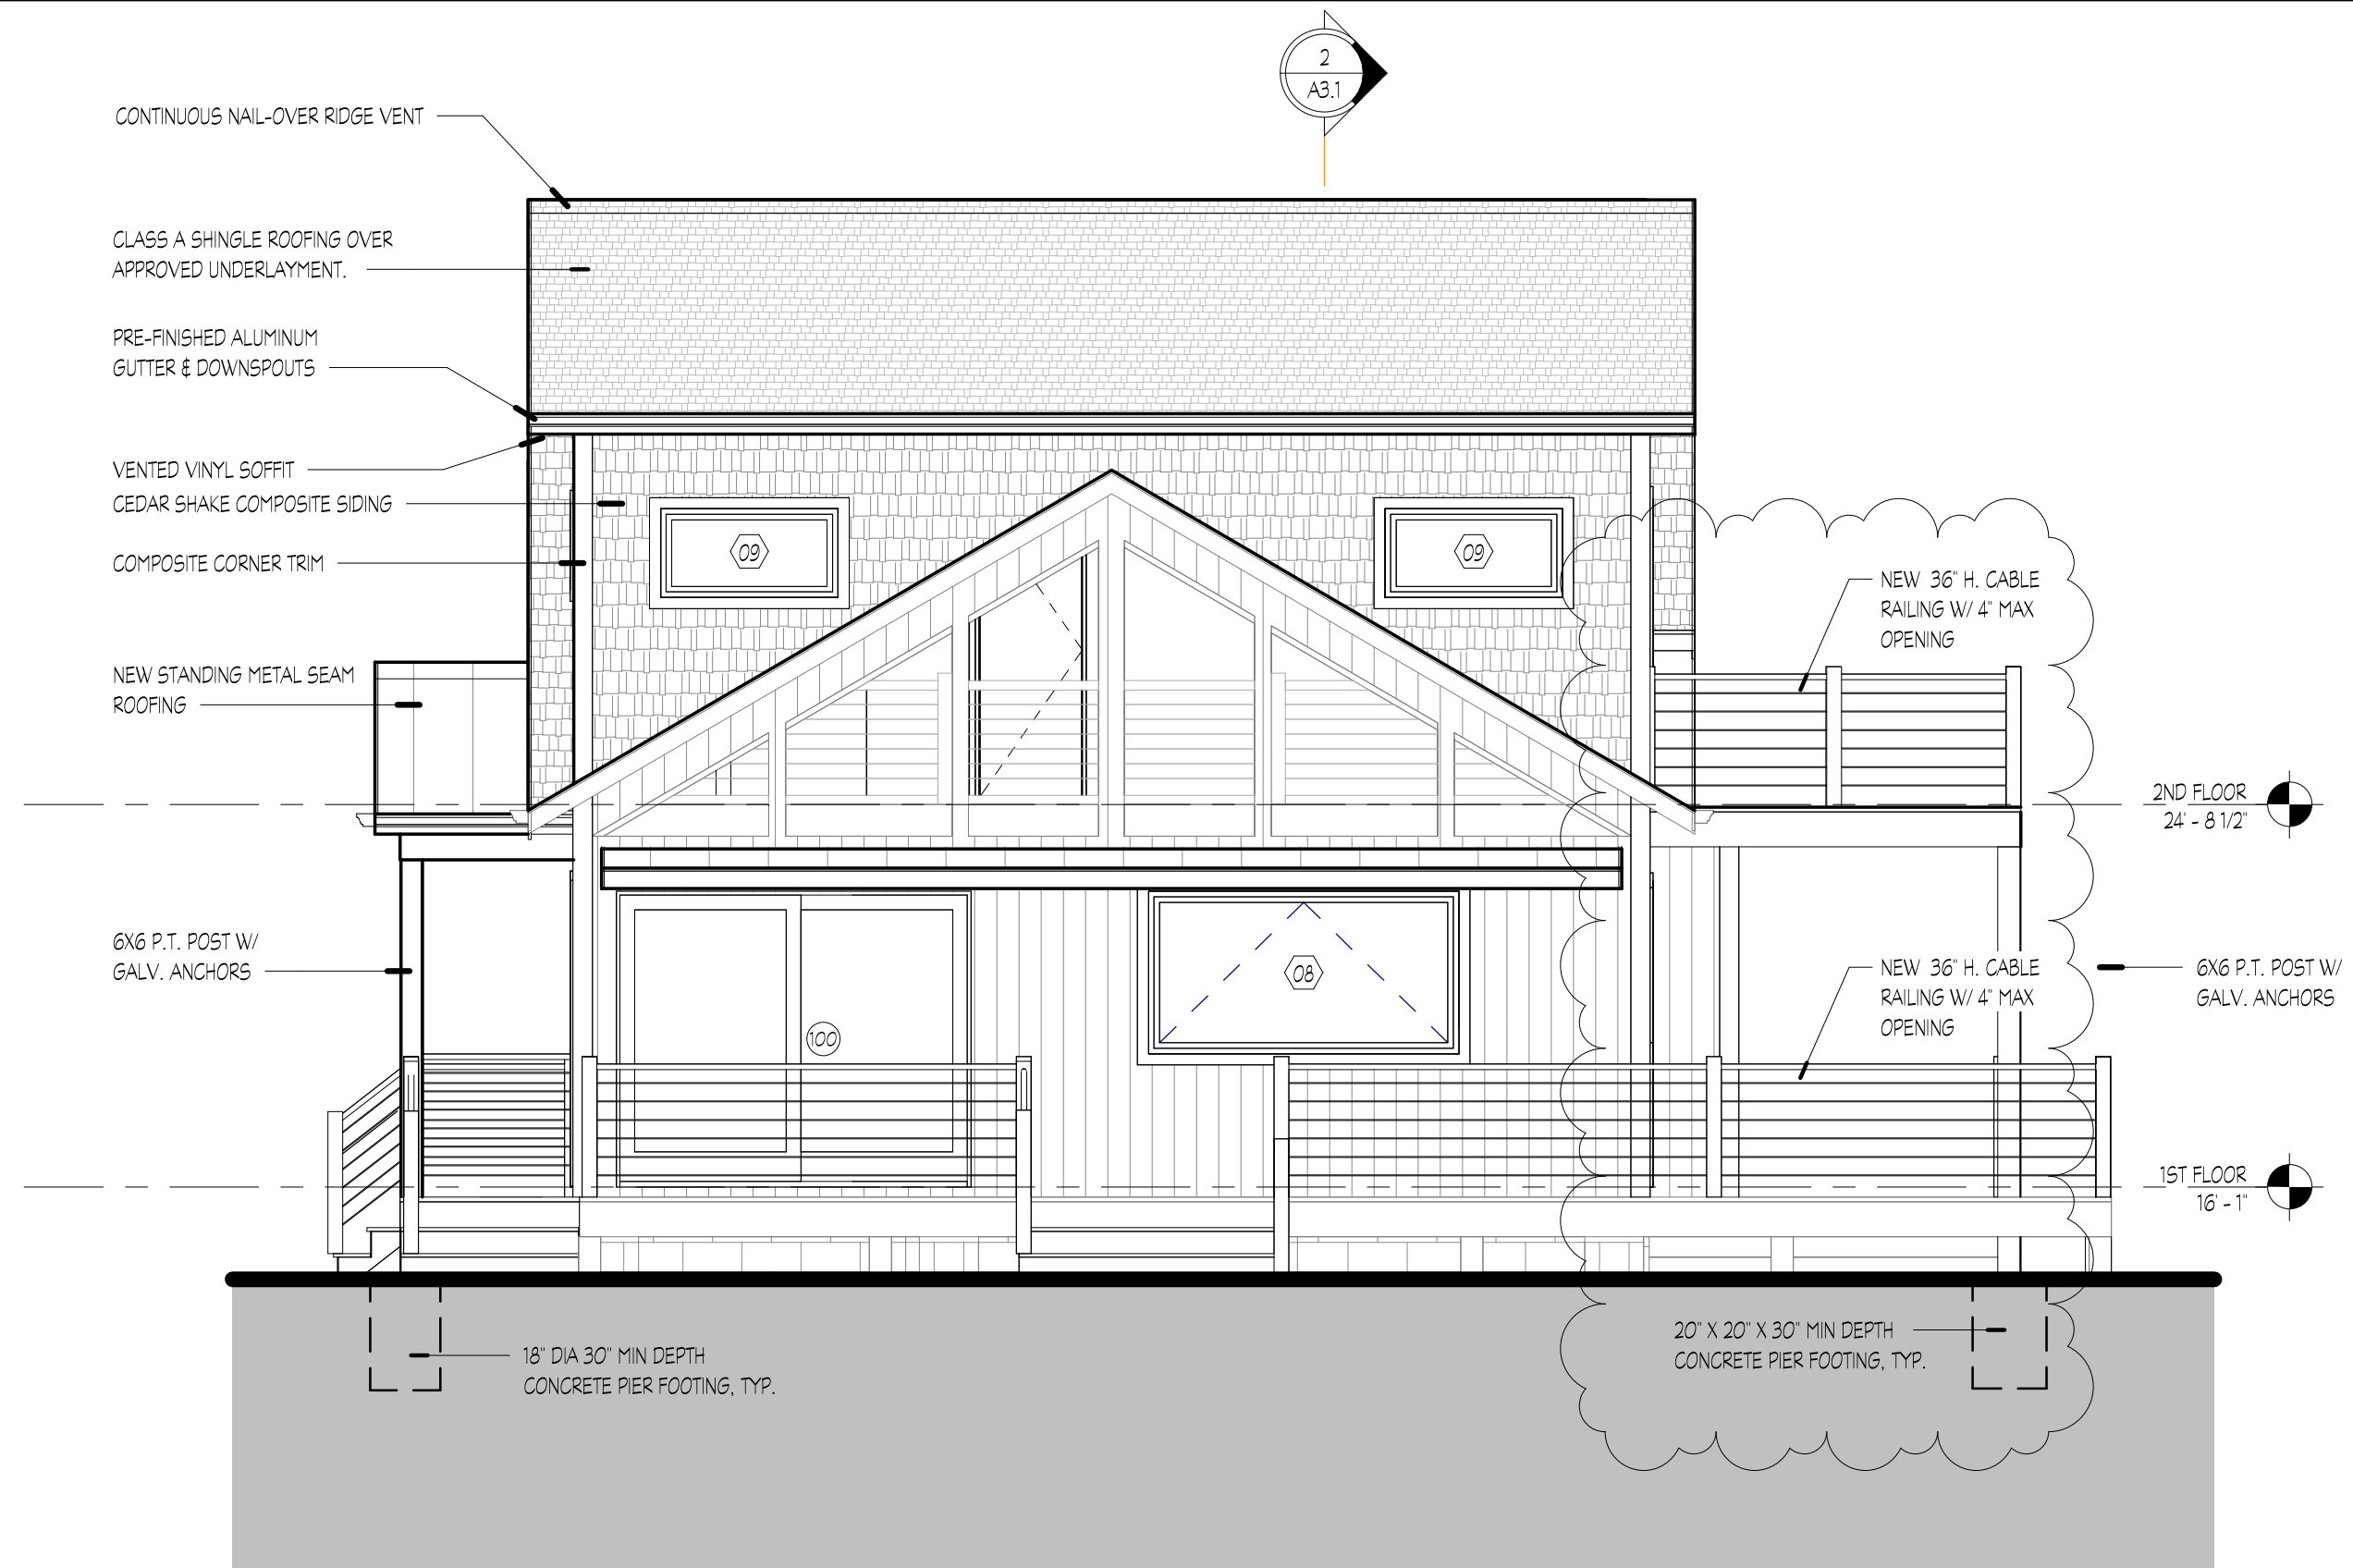 2
A3.1
CONTINUOUS NAIL-OVER RIDGE VENT
CLASS A SHINGLE ROOFING OVER
APPROVED UNDERLAYMENT.
PRE-FINISHED ALUMINUM
GUTTER & DOWNSPOUTS
VENTED VINYL SOFFIT
CEDAR SHAKE COMPOSITE SIDING
COMPOSITE CORNER TRIM
NEW STANDING METAL SEAM
ROOFING
6X6 P.T. POST W/
GALV. ANCHORS
09
09
08
100
NEW 36" H. CABLE
RAILING W/ 4" MAX
OPENING
2ND FLOOR
24' - 8 1/2"
NEW 36" H. CABLE
RAILING W/ 4" MAX
OPENING
6X6 P.T. POST W/
GALV. ANCHORS
1ST FLOOR
16' - 1"
18" DIA 30" MIN DEPTH
CONCRETE PIER FOOTING, TYP.
20" X 20" X 30" MIN DEPTH
CONCRETE PIER FOOTING, TYP.